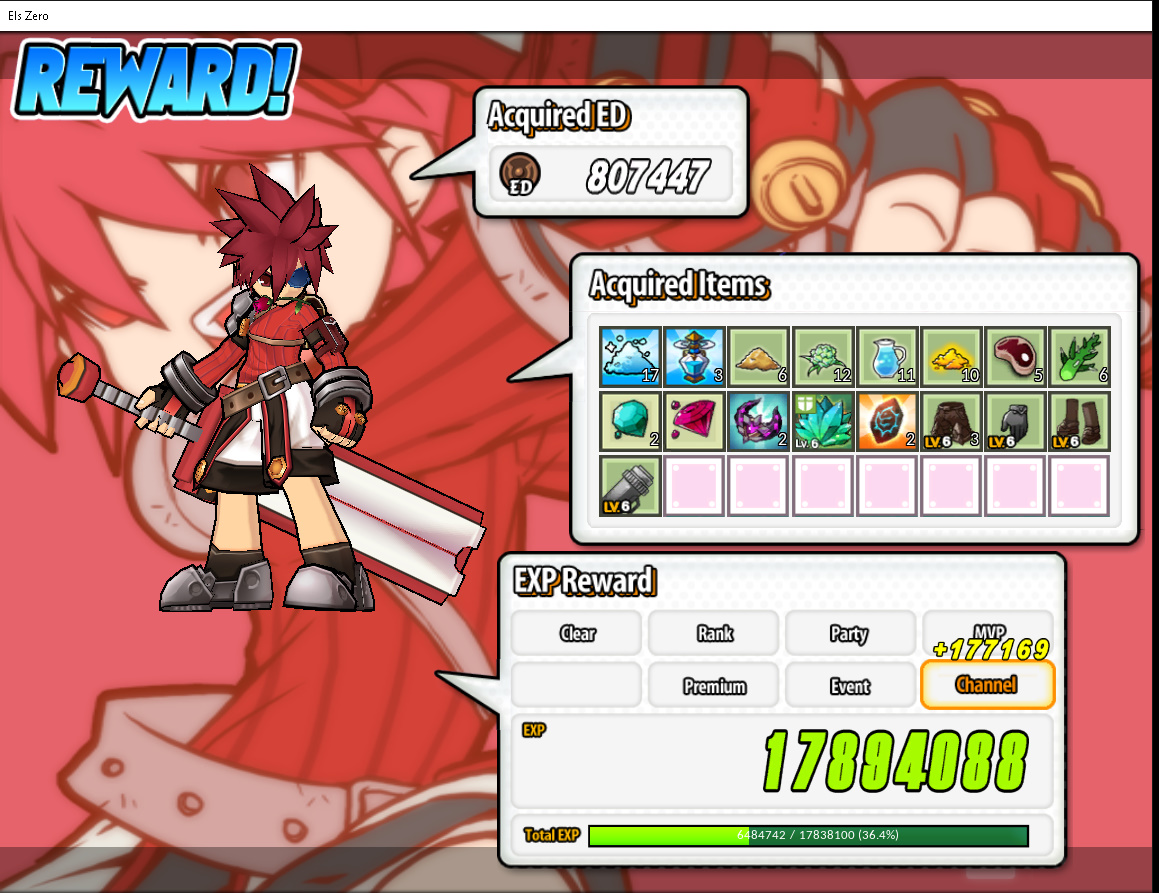 Els Zero
REWARD!
Acquired ED
ED 807447
Acquired Items
17 3 6 12 11 10 5 6
2 2 Lv.6 2 LV.6 3 LV.6 LV.6
LV.6
EXP Reward
Clear Rank Party MVP
+177169
Premium Event Channel
EXP
17894088
Total EXP 6484742 / 17838100 (36.4%)